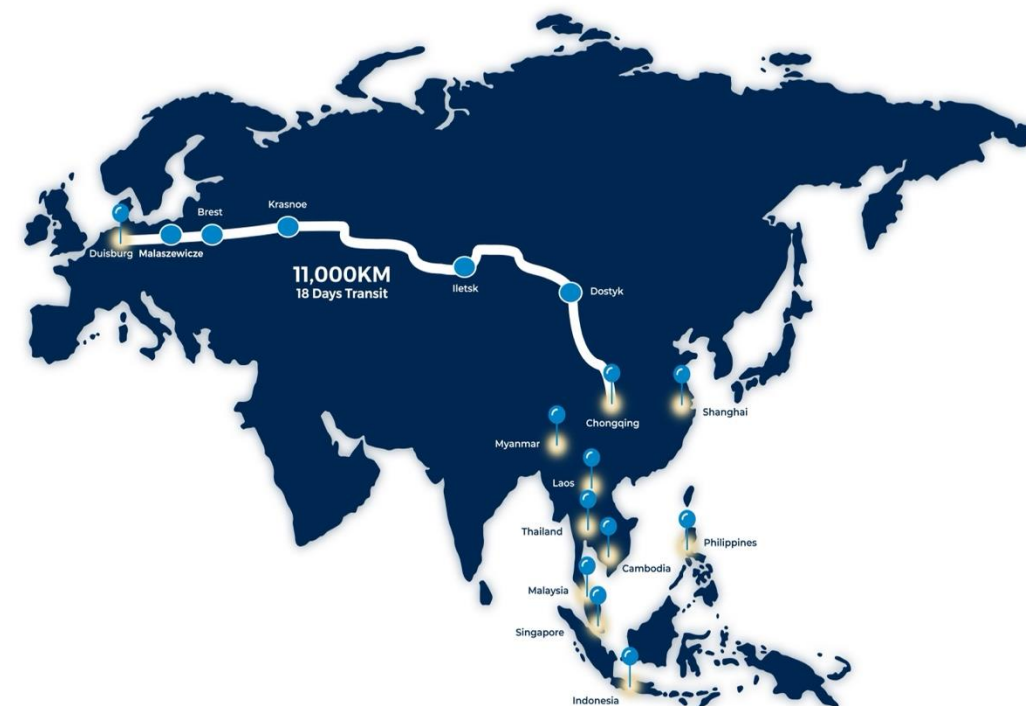 Krasnoe
Brest
Duisburg
Malaszewicze
11,000KM
18 Days Transit
Iletsk
Dostyk
Chongqing
Shanghai
Myanmar
Laos
Thailand
Philippines
Cambodia
Malaysia
Singapore
Indonesia